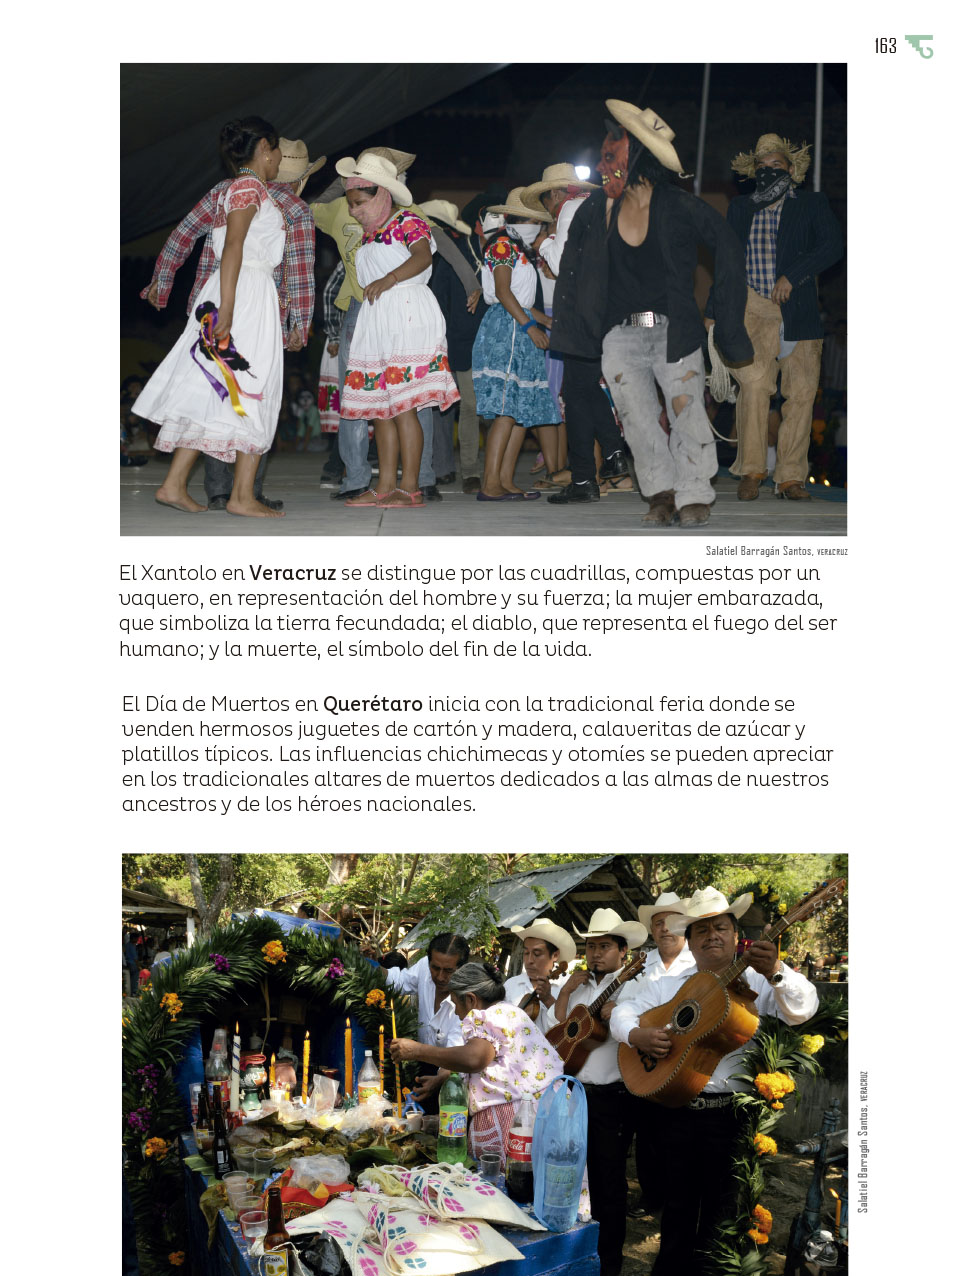 163
Salatiel Barragán Santos, VERACRUZ
El Xantolo en Veracruz se distingue por las cuadrillas, compuestas por un
vaquero, en representación del hombre y su fuerza; la mujer embarazada,
que simboliza la tierra fecundada; el diablo, que representa el fuego del ser
humano; y la muerte, el símbolo del fin de la vida.
El Día de Muertos en Querétaro inicia con la tradicional feria donde se
venden hermosos juguetes de cartón y madera, calaveritas de azúcar y
platillos típicos. Las influencias chichimecas y otomíes se pueden apreciar
en los tradicionales altares de muertos dedicados a las almas de nuestros
ancestros y de los héroes nacionales.
Salatiel Barragán Santos, VERACRUZ